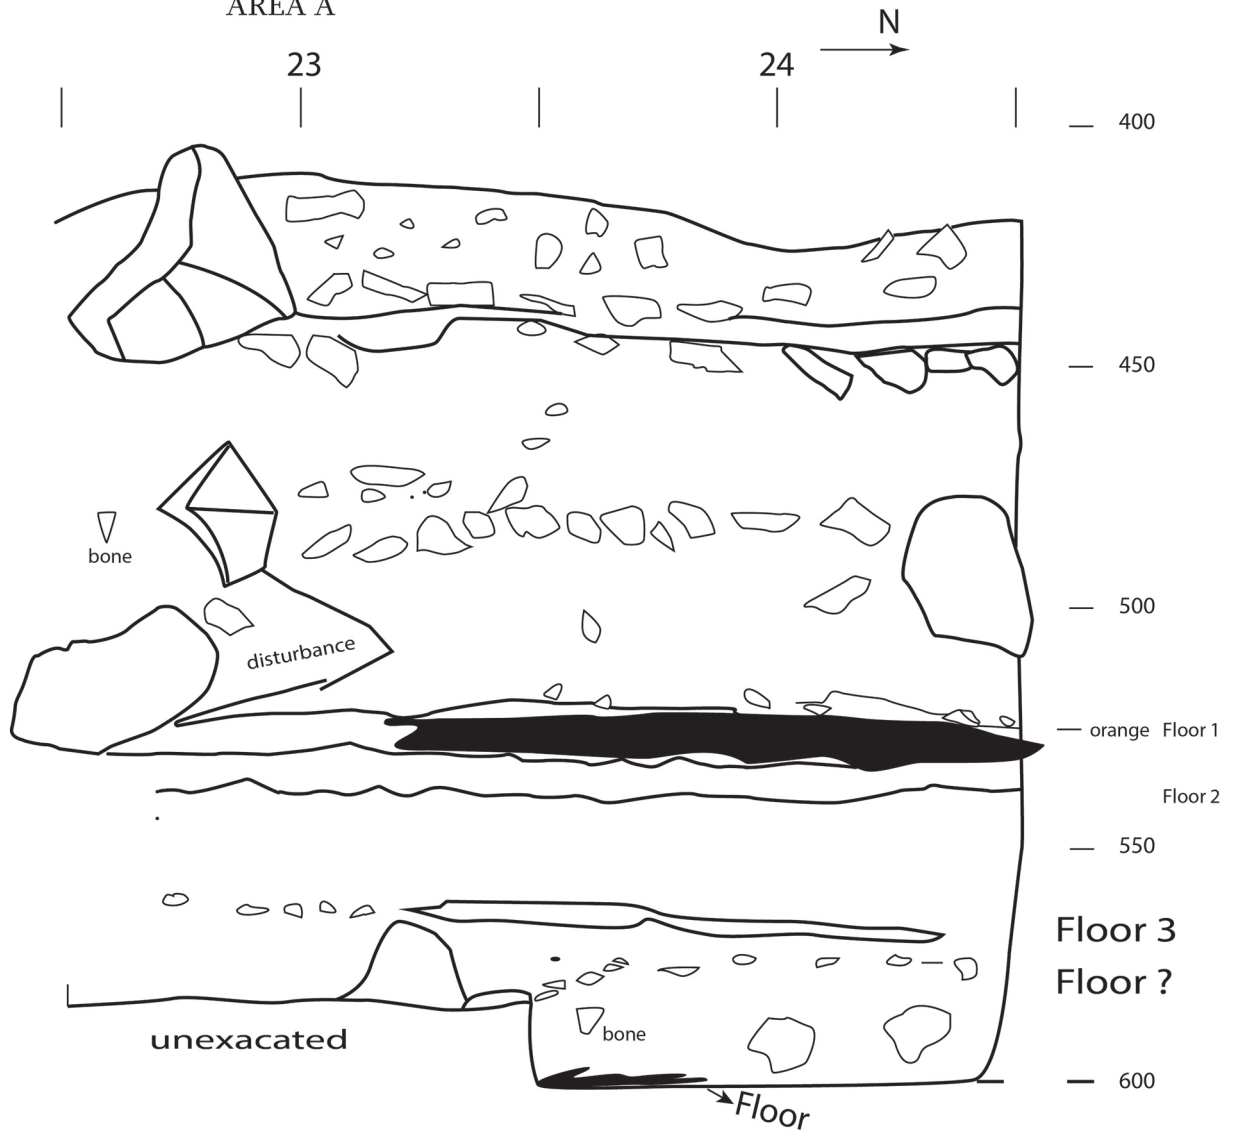 AREA A
N
23
24
400
450
bone
500
disturbance
orange Floor 1
Floor 2
550
Floor 3
Floor ?
unexacated
bone
600
Floor